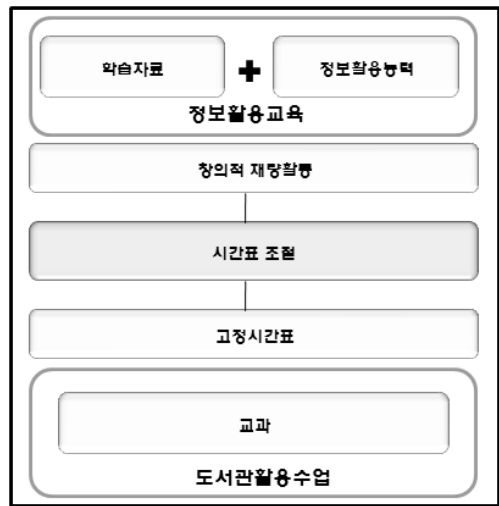 학습자료 + 정보활용능력
정보활용교육
창의적 재량활동
시간표 조절
고정시간표
교과
도서관활용수업